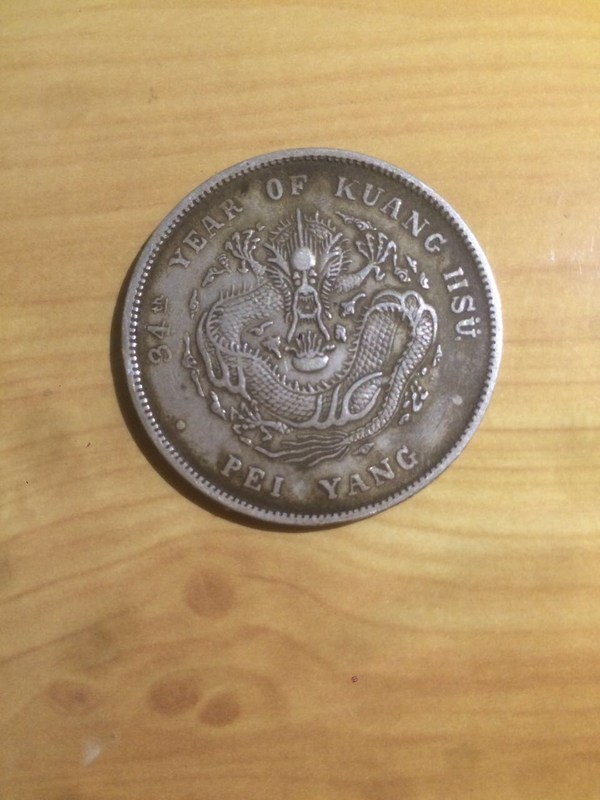 34TH YEAR OF KUANG HSÜ.
PEI YANG